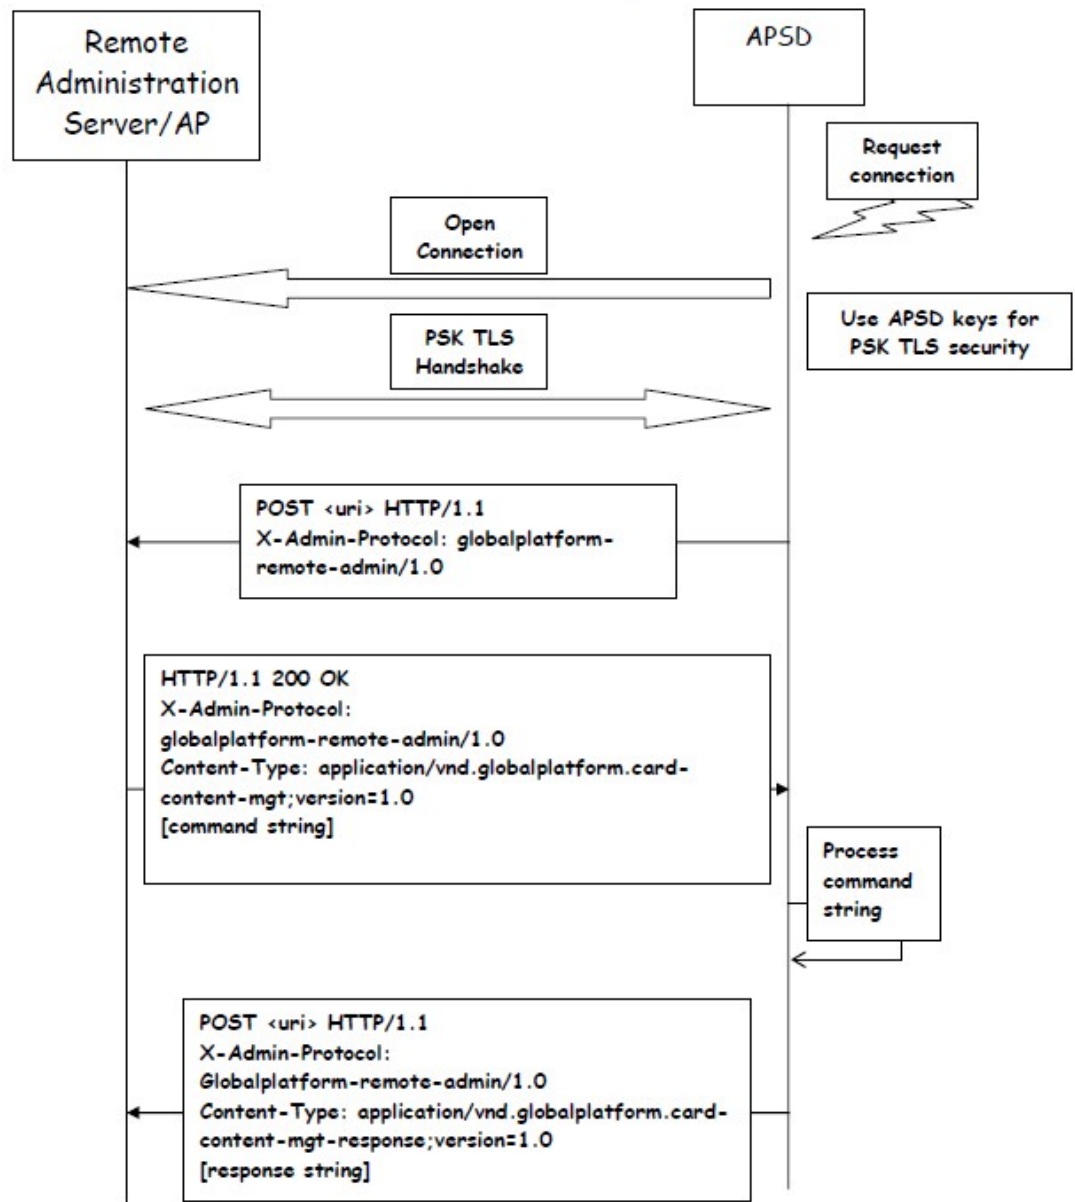 Remote
Administration
Server/AP
APSD
Request
connection
Open
Connection
Use APSD keys for
PSK TLS security
PSK TLS
Handshake
POST <uri> HTTP/1.1
X-Admin-Protocol: globalplatform-
remote-admin/1.0
HTTP/1.1 200 OK
X-Admin-Protocol:
globalplatform-remote-admin/1.0
Content-Type: application/vnd.globalplatform.card-
content-mgt;version=1.0
[command string]
Process
command
string
POST <uri> HTTP/1.1
X-Admin-Protocol:
Globalplatform-remote-admin/1.0
Content-Type: application/vnd.globalplatform.card-
content-mgt-response;version=1.0
[response string]